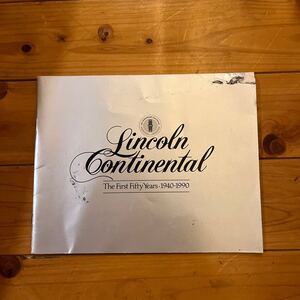 Lincoln
Continental
The First Fifty Years · 1940-1990